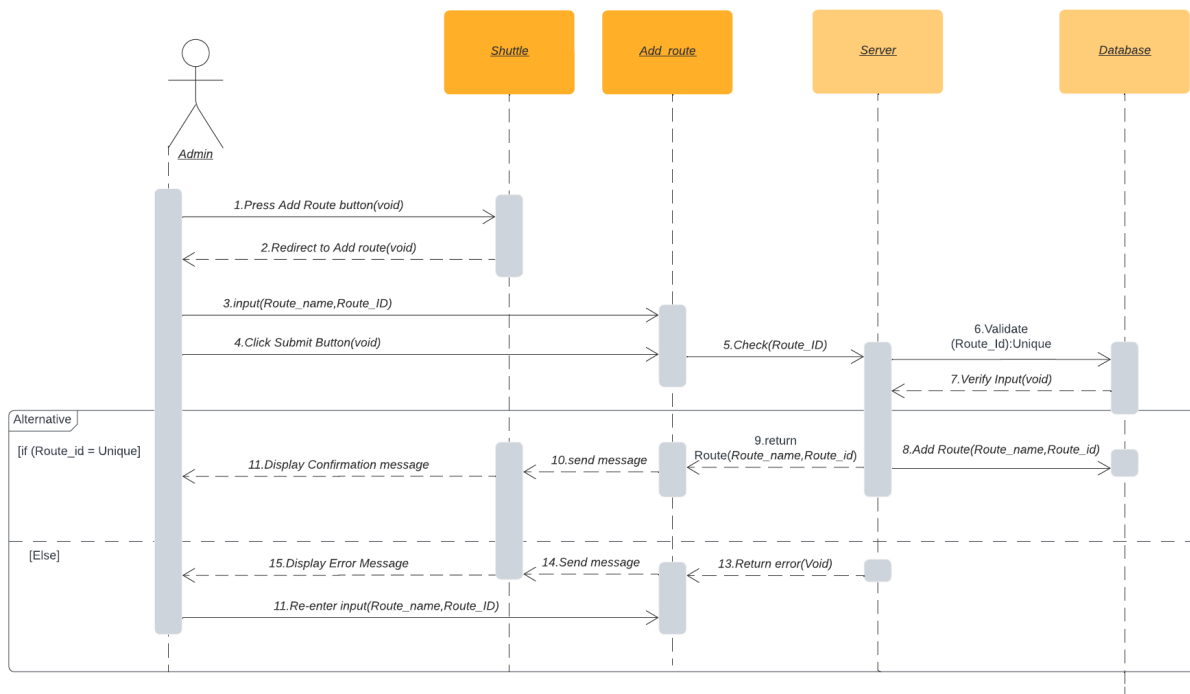 Shuttle
Add_route
Server
Database
Admin
1.Press Add Route button(void)
2.Redirect to Add route(void)
3.input(Route_name,Route_ID)
4.Click Submit Button(void)
5.Check(Route_ID)
6.Validate
(Route_Id):Unique
7.Verify Input(void)
Alternative
[if (Route_id = Unique]
8.Add Route(Route_name,Route_id)
9.return
Route(Route_name,Route_id)
10.send message
11.Display Confirmation message
[Else]
13.Return error(Void)
14.Send message
15.Display Error Message
11.Re-enter input(Route_name,Route_ID)